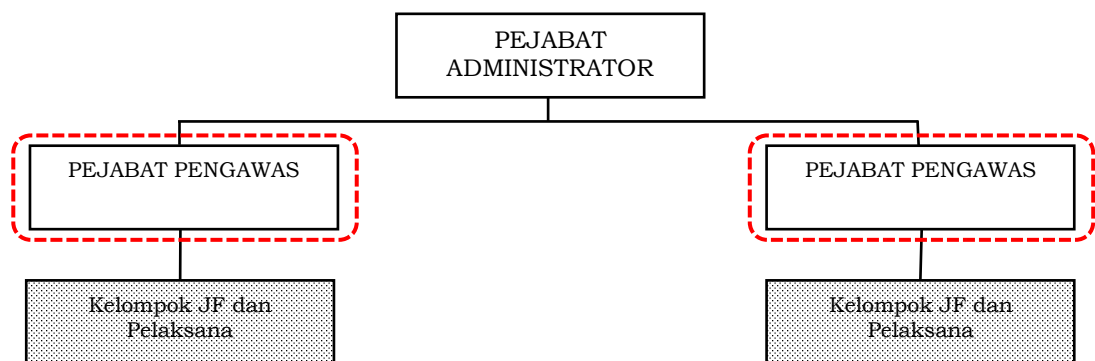 PEJABAT
ADMINISTRATOR
PEJABAT PENGAWAS
PEJABAT PENGAWAS
Kelompok JF dan
Pelaksana
Kelompok JF dan
Pelaksana